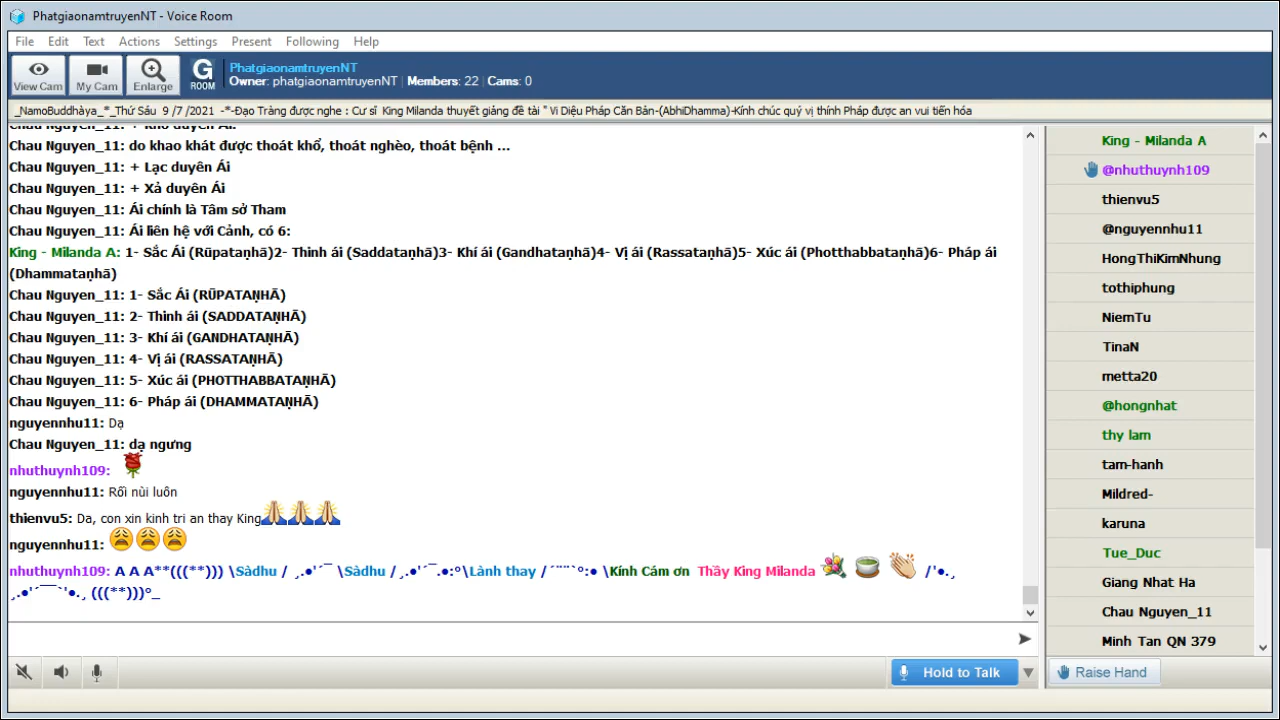 PhatgiaonamtruyenNT - Voice Room
File Edit Text Actions Settings Present Following Help
View Cam
My Cam
Enlarge
G ROOM
PhatgiaonamtruyenNT
Owner: phatgiaonamtruyenNT | Members: 22 | Cams: 0
_NamoBuddhàya_*_Thứ Sáu 9 /7 /2021 -*-Đạo Tràng được nghe : Cư sĩ King Milanda thuyết giảng đề tài " Vi Diệu Pháp Căn Bản-(AbhiDhamma)-Kính chúc quý vị thính Pháp được an vui tiến hóa
Chau Nguyen_11: + Khổ duyên Ái:
Chau Nguyen_11: do khao khát được thoát khổ, thoát nghèo, thoát bệnh ...
Chau Nguyen_11: + Lạc duyên Ái
Chau Nguyen_11: + Xả duyên Ái
Chau Nguyen_11: Ái chính là Tâm sở Tham
Chau Nguyen_11: Ái liên hệ với Cảnh, có 6:
King - Milanda A: 1- Sắc Ái (Rūpataṇhā)2- Thinh ái (Saddataṇhā)3- Khí ái (Gandhataṇhā)4- Vị ái (Rassataṇhā)5- Xúc ái (Photthabbataṇhā)6- Pháp ái
(Dhammataṇhā)
Chau Nguyen_11: 1- Sắc Ái (RŪPATAṆHĀ)
Chau Nguyen_11: 2- Thinh ái (SADDATAṆHĀ)
Chau Nguyen_11: 3- Khí ái (GANDHATAṆHĀ)
Chau Nguyen_11: 4- Vị ái (RASSATAṆHĀ)
Chau Nguyen_11: 5- Xúc ái (PHOTTHABBATAṆHĀ)
Chau Nguyen_11: 6- Pháp ái (DHAMMATAṆHĀ)
nguyennhu11: Dạ
Chau Nguyen_11: dạ ngưng
nhuthuynh109: 🌹
nguyennhu11: Rối nùi luôn
thienvu5: Da, con xin kinh tri an thay King🙏🙏🙏
nguyennhu11: 😩😩😩
nhuthuynh109: A A A**(((**))) \Sàdhu / ¸.•'´¯ \Sàdhu /¸.•'´¯.•:°\Lành thay /´¨¨`°:• \Kính Cám ơn Thầy King Milanda 💐 🍵 👏 /'•.¸
¸.•'´¯¯`'•.¸ (((**)))°_
King - Milanda A
@nhuthuynh109
thienvu5
@nguyennhu11
HongThiKimNhung
tothiphung
NiemTu
TinaN
metta20
@hongnhat
thy lam
tam-hanh
Mildred-
karuna
Tue_Duc
Giang Nhat Ha
Chau Nguyen_11
Minh Tan QN 379
Hold to Talk
Raise Hand